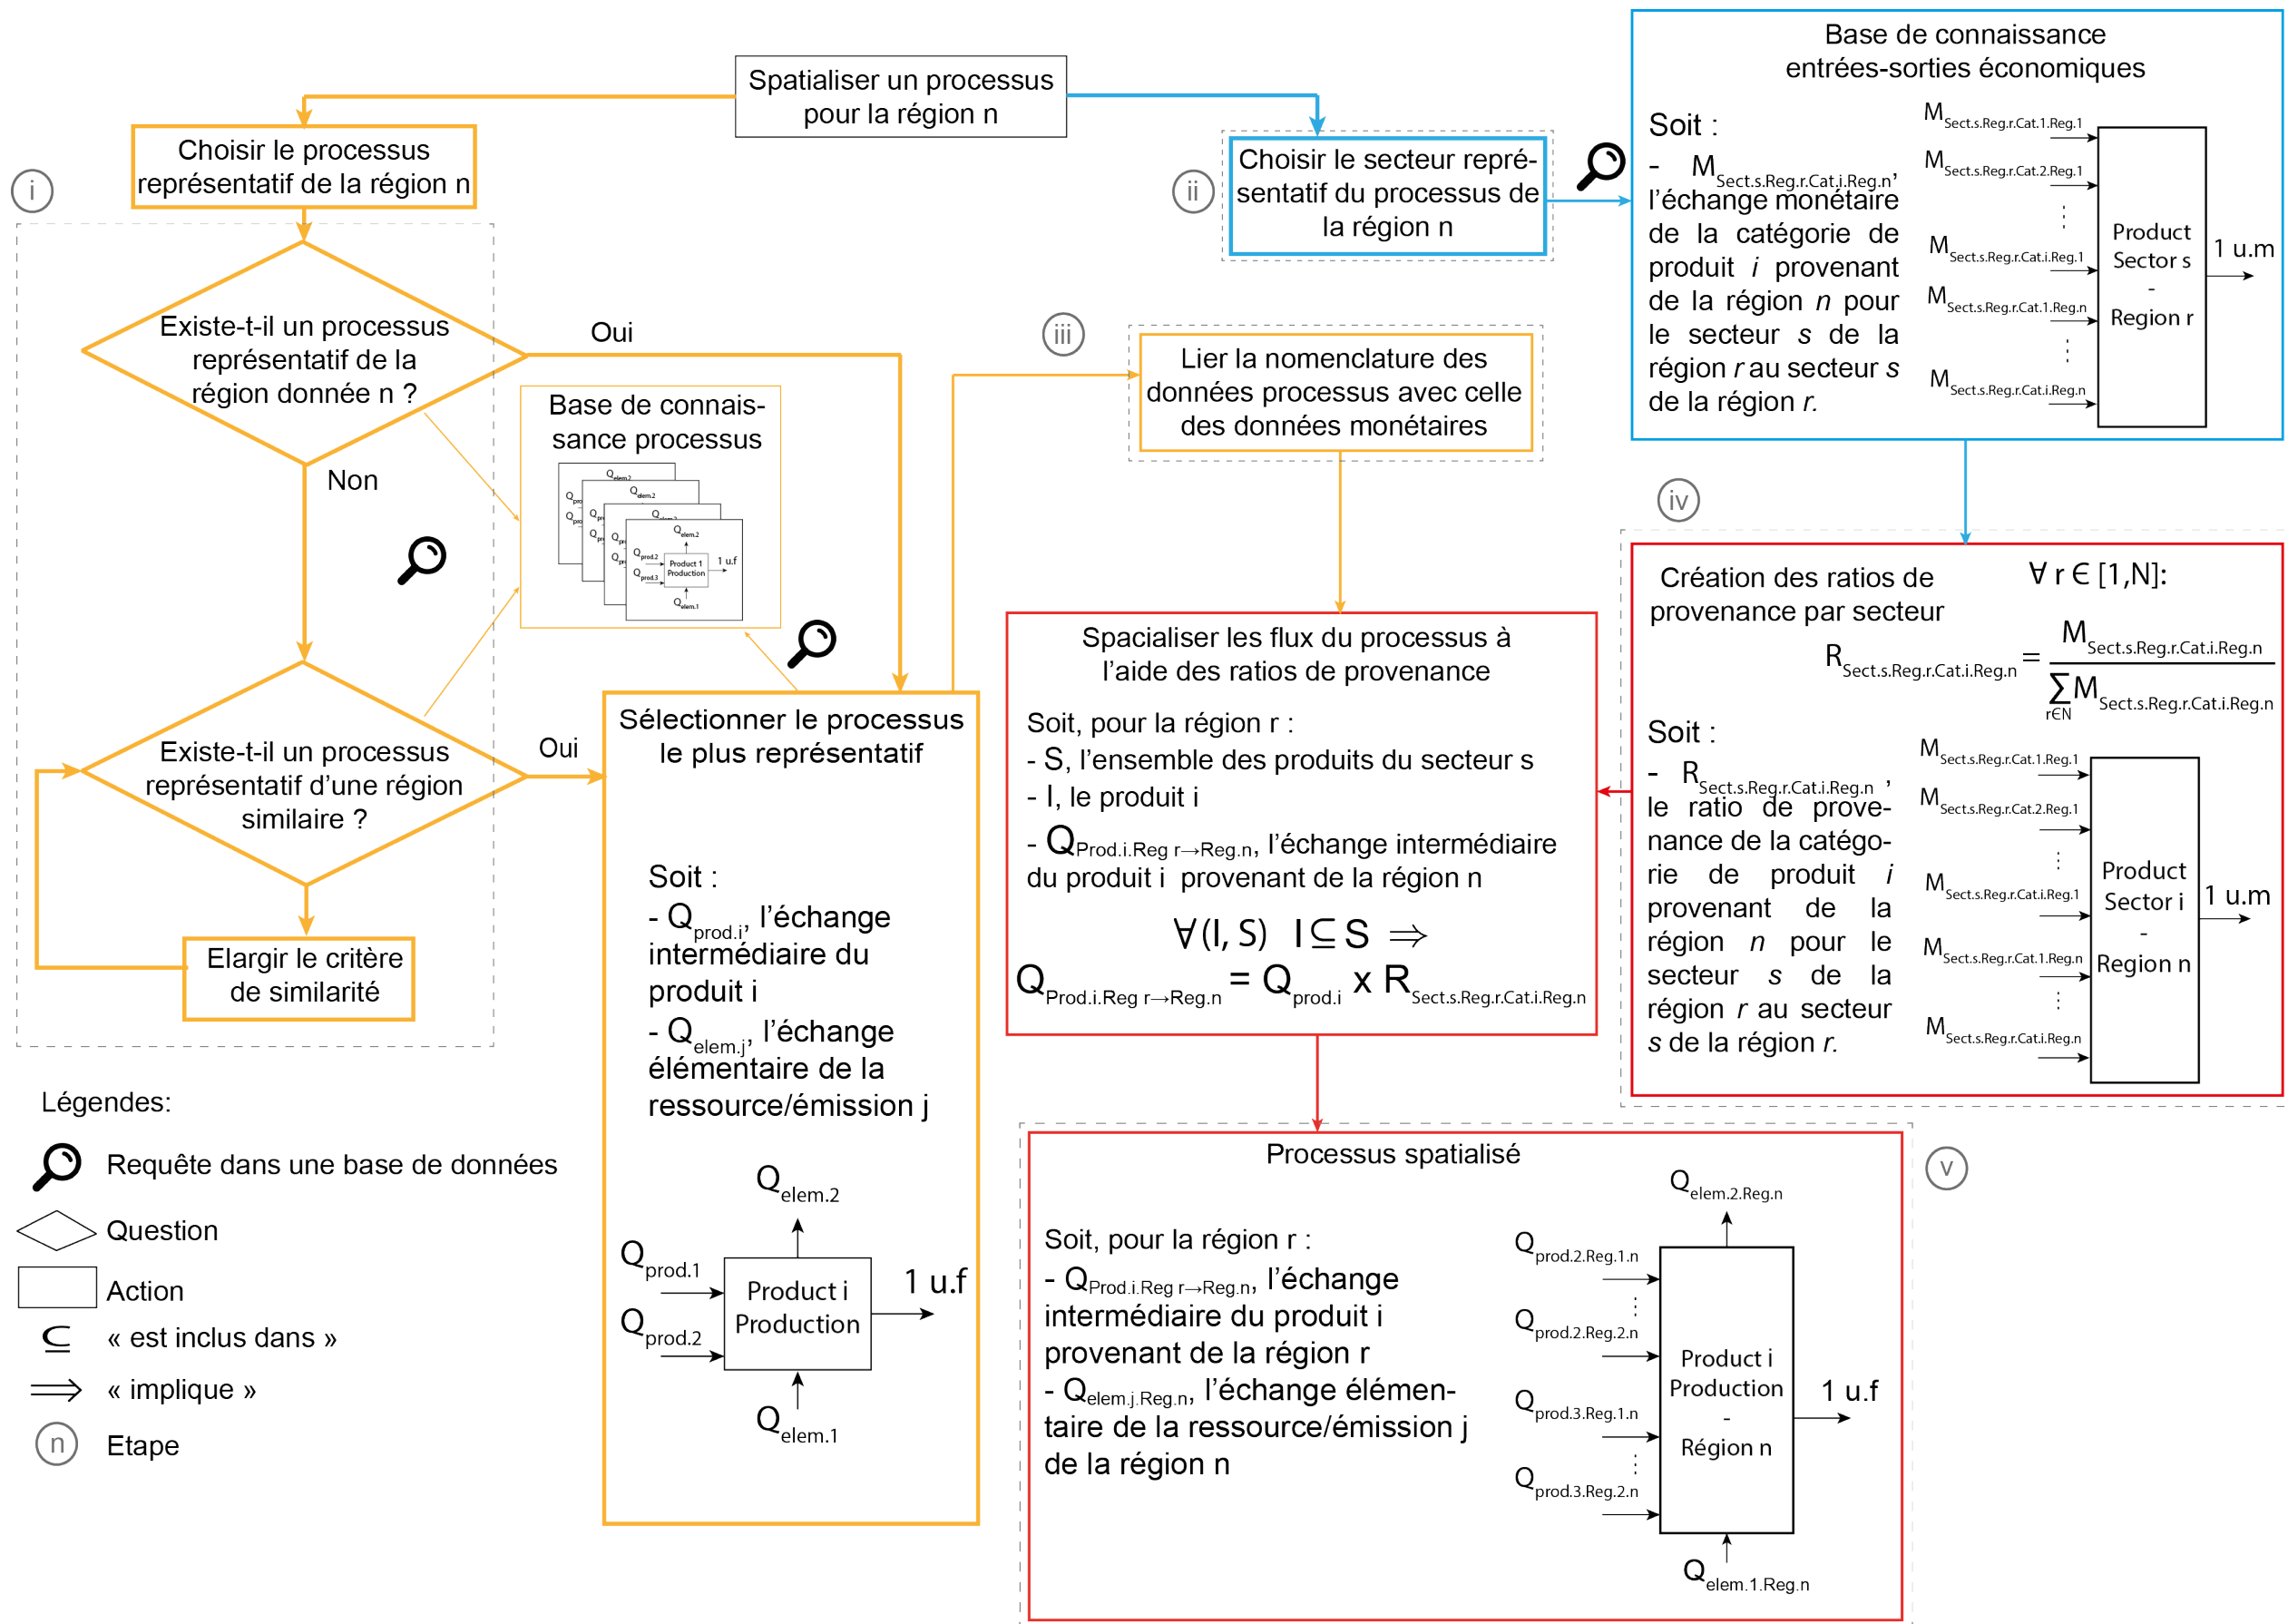 Spatialiser un processus
pour la région n
Choisir le processus
représentatif de la région n
i
Existe-t-il un processus
représentatif de la
région donnée n ?
Oui
Non
Base de connais-
sance processus
Qelem.2
Qelem.2
Qelem.2
Qprod.2
Qprod.3
Product 1
Production
1 u.f
Qelem.1
Existe-t-il un processus
représentatif d’une région
similaire ?
Oui
Elargir le critère
de similarité
Sélectionner le processus
le plus représentatif
Soit :
- Qprod.i, l’échange
intermédiaire du
produit i
- Qelem.j, l’échange
élémentaire de la
ressource/émission j
Qelem.2
Qprod.1
Qprod.2
Product i
Production
1 u.f
Qelem.1
ii
Choisir le secteur repré-
sentatif du processus de
la région n
Base de connaissance
entrées-sorties économiques
Soit :
- MSect.s.Reg.r.Cat.i.Reg.n,
l’échange monétaire
de la catégorie de
produit i provenant
de la région n pour
le secteur s de la
région r au secteur s
de la région r.
MSect.s.Reg.r.Cat.1.Reg.1
MSect.s.Reg.r.Cat.2.Reg.1
MSect.s.Reg.r.Cat.i.Reg.1
MSect.s.Reg.r.Cat.1.Reg.n
MSect.s.Reg.r.Cat.i.Reg.n
Product
Sector s
-
Region r
1 u.m
iii
Lier la nomenclature des
données processus avec celle
des données monétaires
iv
Création des ratios de
provenance par secteur
∀ r ∈ [1,N]:
RSect.s.Reg.r.Cat.i.Reg.n = MSect.s.Reg.r.Cat.i.Reg.n
∑ r∈N MSect.s.Reg.r.Cat.i.Reg.n
Soit :
- RSect.s.Reg.r.Cat.i.Reg.n ,
le ratio de prove-
nance de la catégo-
rie de produit i
provenant de la
région n pour le
secteur s de la
région r au secteur
s de la région r.
MSect.s.Reg.r.Cat.1.Reg.1
MSect.s.Reg.r.Cat.2.Reg.1
MSect.s.Reg.r.Cat.i.Reg.1
MSect.s.Reg.r.Cat.1.Reg.n
MSect.s.Reg.r.Cat.i.Reg.n
Product
Sector i
-
Region n
1 u.m
Spacialiser les flux du processus à
l’aide des ratios de provenance
Soit, pour la région r :
- S, l’ensemble des produits du secteur s
- I, le produit i
- QProd.i.Reg r→Reg.n, l’échange intermédiaire
du produit i provenant de la région n
∀ (I, S) I ⊆ S ⇒
QProd.i.Reg r→Reg.n = Qprod.i x RSect.s.Reg.r.Cat.i.Reg.n
v
Processus spatialisé
Soit, pour la région r :
- QProd.i.Reg r→Reg.n, l’échange
intermédiaire du produit i
provenant de la région r
- Qelem.j.Reg.n, l’échange élémen-
taire de la ressource/émission j
de la région n
Qelem.2.Reg.n
Qprod.2.Reg.1.n
Qprod.2.Reg.2.n
Qprod.3.Reg.1.n
Qprod.3.Reg.2.n
Product i
Production
-
Région n
1 u.f
Qelem.1.Reg.n
Légendes:
Requête dans une base de données
Question
Action
⊆ « est inclus dans »
⇒ « implique »
n Etape